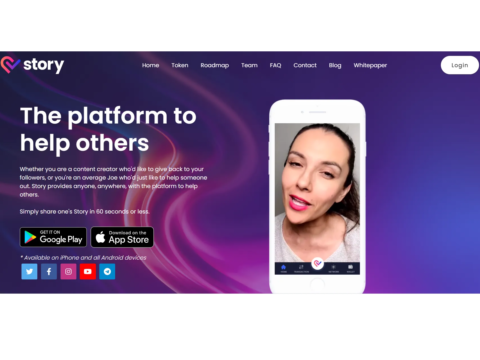 story
Home Token Roadmap Team FAQ Contact Blog Whitepaper Login
The platform to
help others
Whether you are a content creator who'd like to give back to your
followers, or you're an average Joe who'd just like to help someone
out. Story provides anyone, anywhere, with the platform to help
others.
Simply share one's Story in 60 seconds or less.
GET IT ON
Google Play
Download on the
App Store
* Available on iPhone and all Android devices